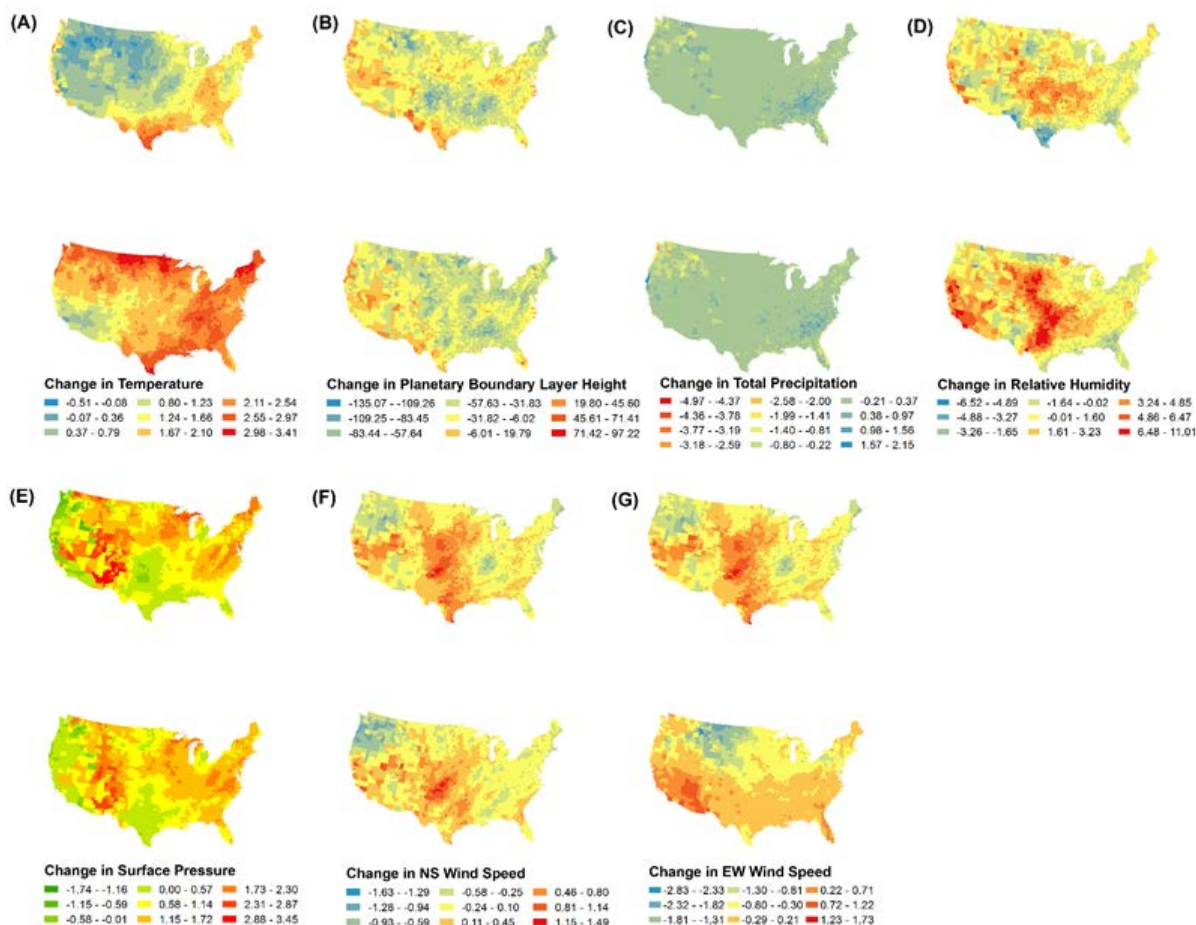 (A) (B) (C) (D)
Change in Temperature
-0.51 - -0.08 0.80 - 1.23 2.11 - 2.54
-0.07 - 0.36 1.24 - 1.66 2.55 - 2.97
0.37 - 0.79 1.67 - 2.10 2.98 - 3.41
Change in Planetary Boundary Layer Height
-135.07 - -109.26 -57.63 - -31.83 19.80 - 45.60
-109.25 - -83.45 -31.82 - -6.02 45.61 - 71.41
-83.44 - -57.64 -6.01 - 19.79 71.42 - 97.22
Change in Total Precipitation
-4.97 - -4.37 -2.58 - -2.00 -0.21 - 0.37
-4.36 - -3.78 -1.99 - -1.41 0.38 - 0.97
-3.77 - -3.19 -1.40 - -0.81 0.98 - 1.56
-3.18 - -2.59 -0.80 - -0.22 1.57 - 2.15
Change in Relative Humidity
-6.52 - -4.89 -1.64 - -0.02 3.24 - 4.85
-4.88 - -3.27 -0.01 - 1.60 4.86 - 6.47
-3.26 - -1.65 1.61 - 3.23 6.48 - 11.01
(E) (F) (G)
Change in Surface Pressure
-1.74 - -1.16 0.00 - 0.57 1.73 - 2.30
-1.15 - -0.59 0.58 - 1.14 2.31 - 2.87
-0.58 - -0.01 1.15 - 1.72 2.88 - 3.45
Change in NS Wind Speed
-1.63 - -1.29 -0.58 - -0.25 0.46 - 0.80
-1.28 - -0.94 -0.24 - 0.10 0.81 - 1.14
-0.93 - -0.59 0.11 - 0.45 1.15 - 1.49
Change in EW Wind Speed
-2.83 - -2.33 -1.30 - -0.81 0.22 - 0.71
-2.32 - -1.82 -0.80 - -0.30 0.72 - 1.22
-1.81 - -1.31 -0.29 - 0.21 1.23 - 1.73